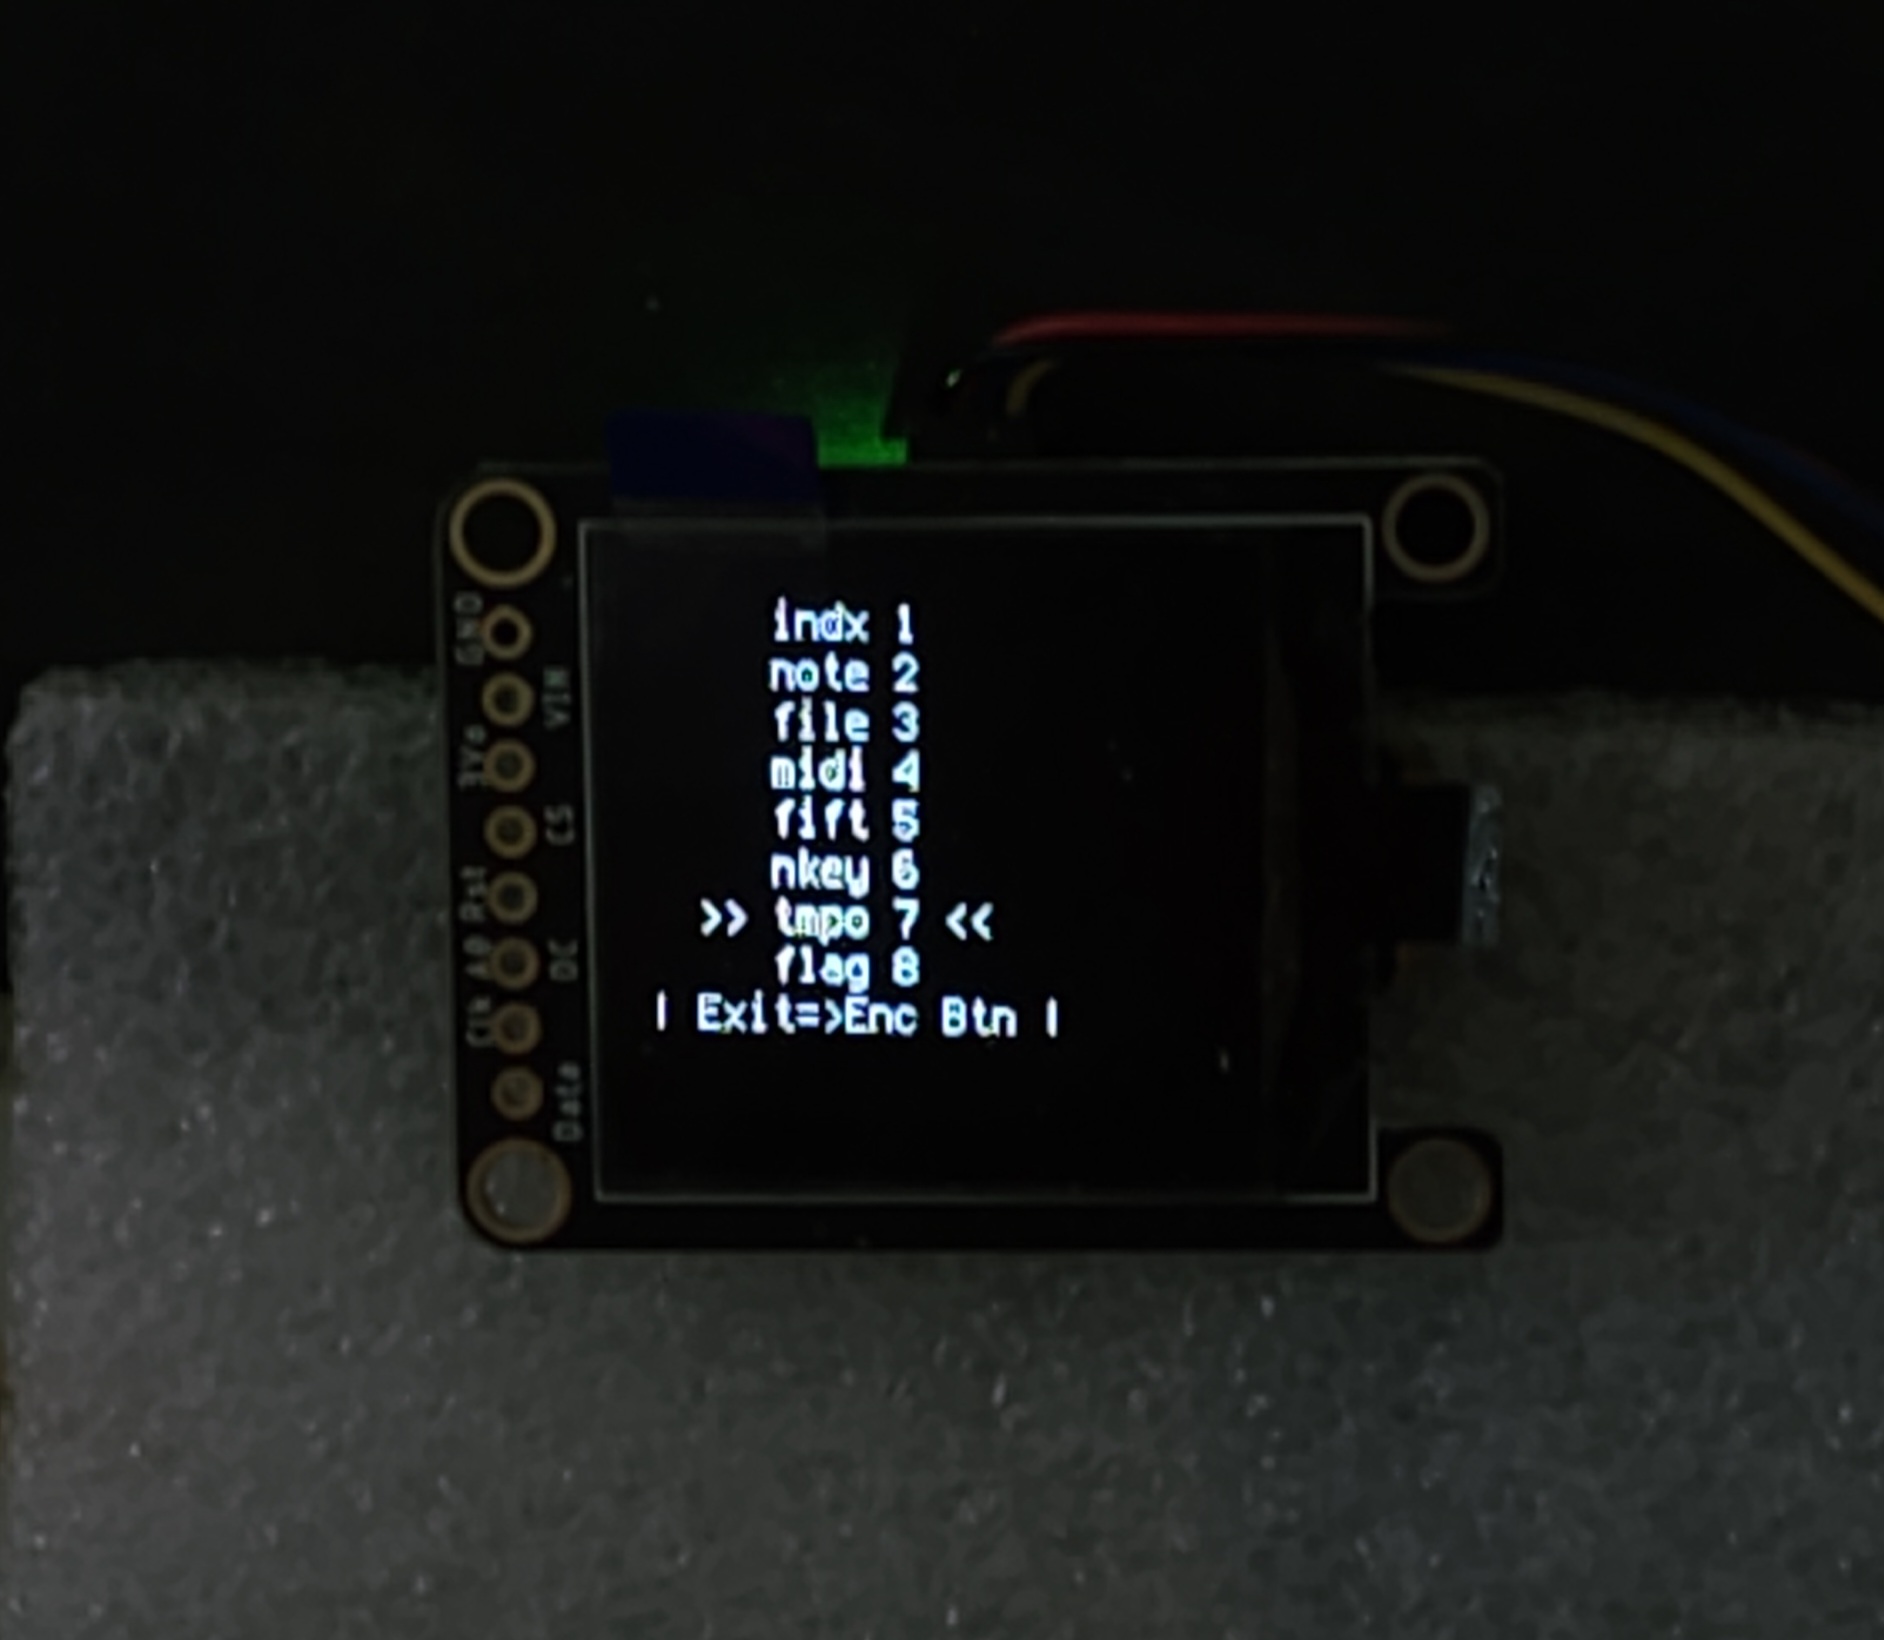 indx 1
note 2
file 3
midi 4
fift 5
nkey 6
>> tmpo 7 <<
flag 8
| Exit=>Enc Btn |
GND
VIN
3Vo
CS
Rst
A0
DC
Clk
Data